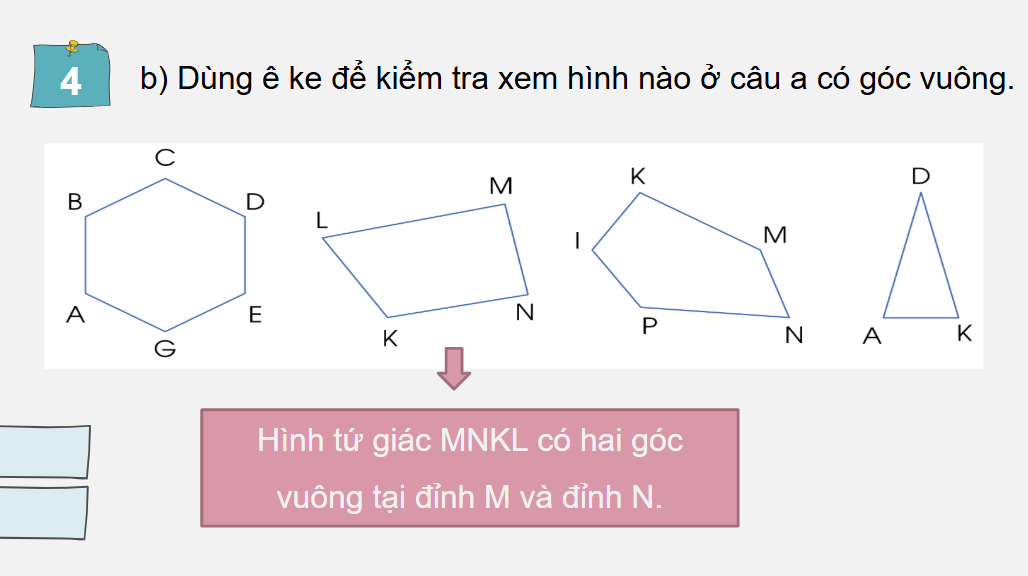 4
b) Dùng ê ke để kiểm tra xem hình nào ở câu a có góc vuông.
C
B
D
A
E
G
L
M
K
N
K
I
M
P
N
D
A
K
Hình tứ giác MNKL có hai góc
vuông tại đỉnh M và đỉnh N.